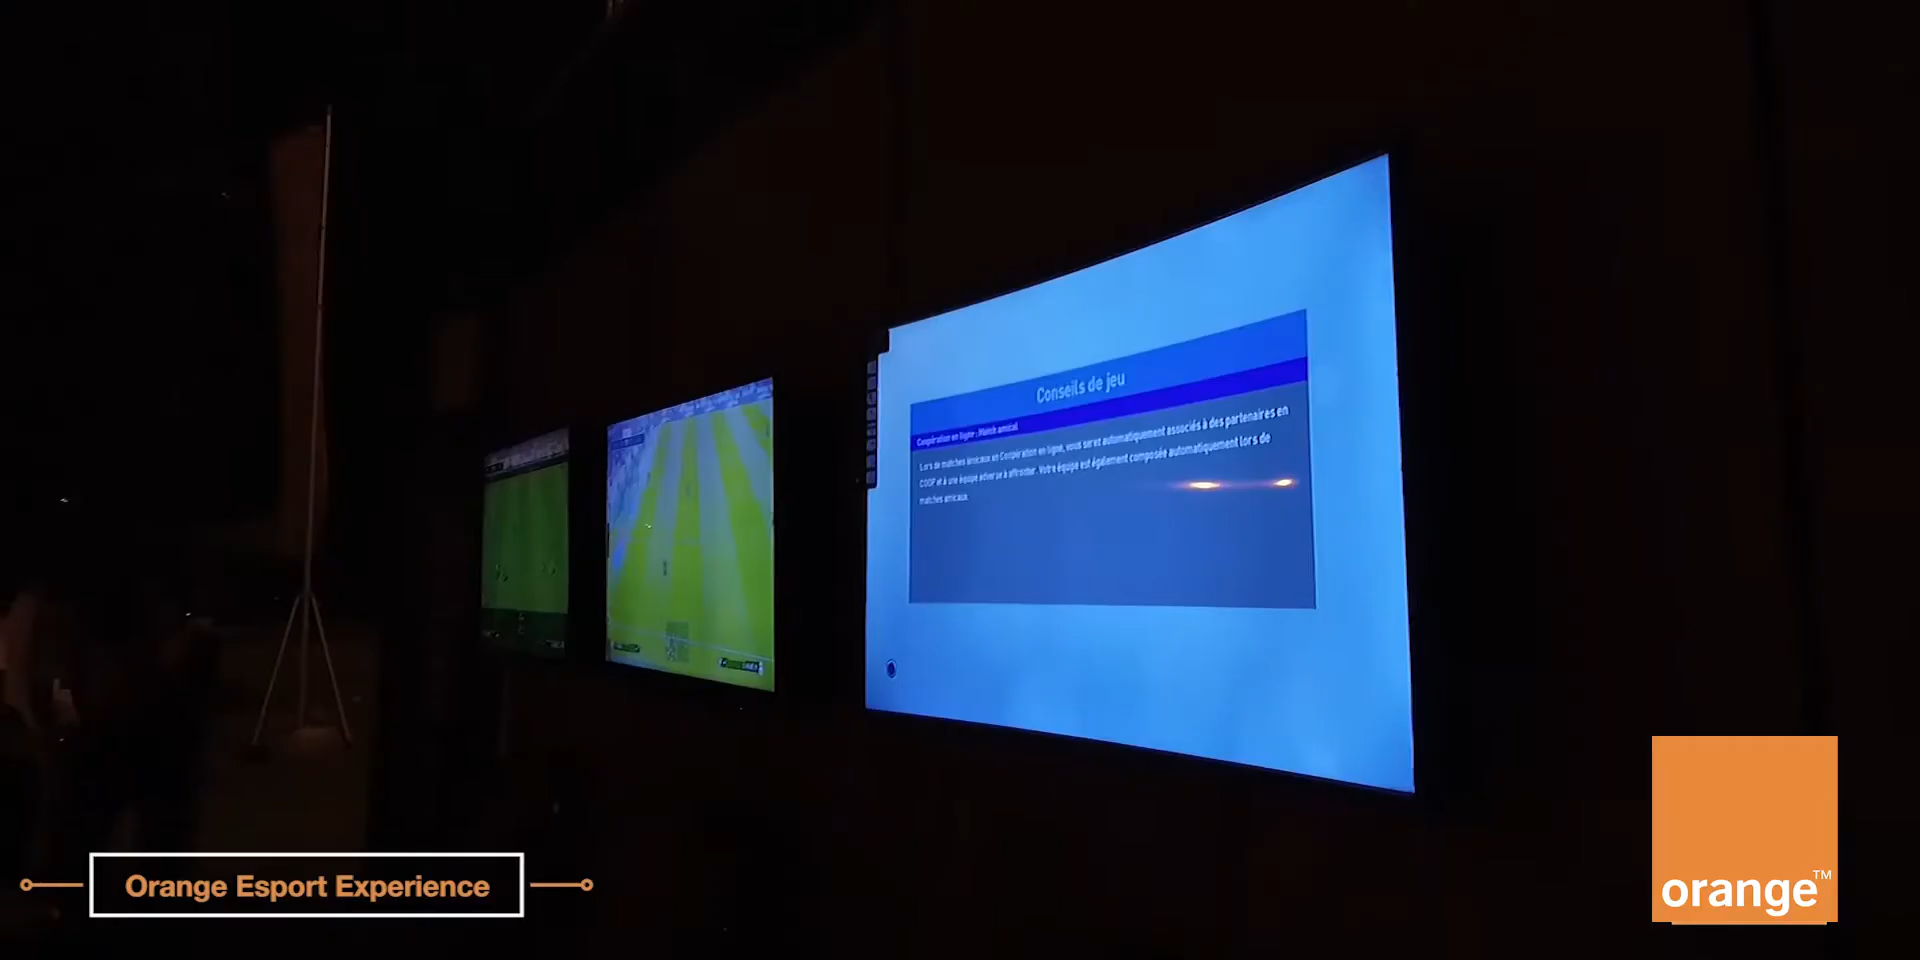 Conseils de jeu
Coopération en ligne : Match amical
Lors de matches amicaux en Coopération en ligne, vous serez automatiquement associés à des partenaires en
COOP et à une équipe adverse à affronter. Votre équipe est également composée automatiquement lors de
matches amicaux.
Orange Esport Experience
orange™